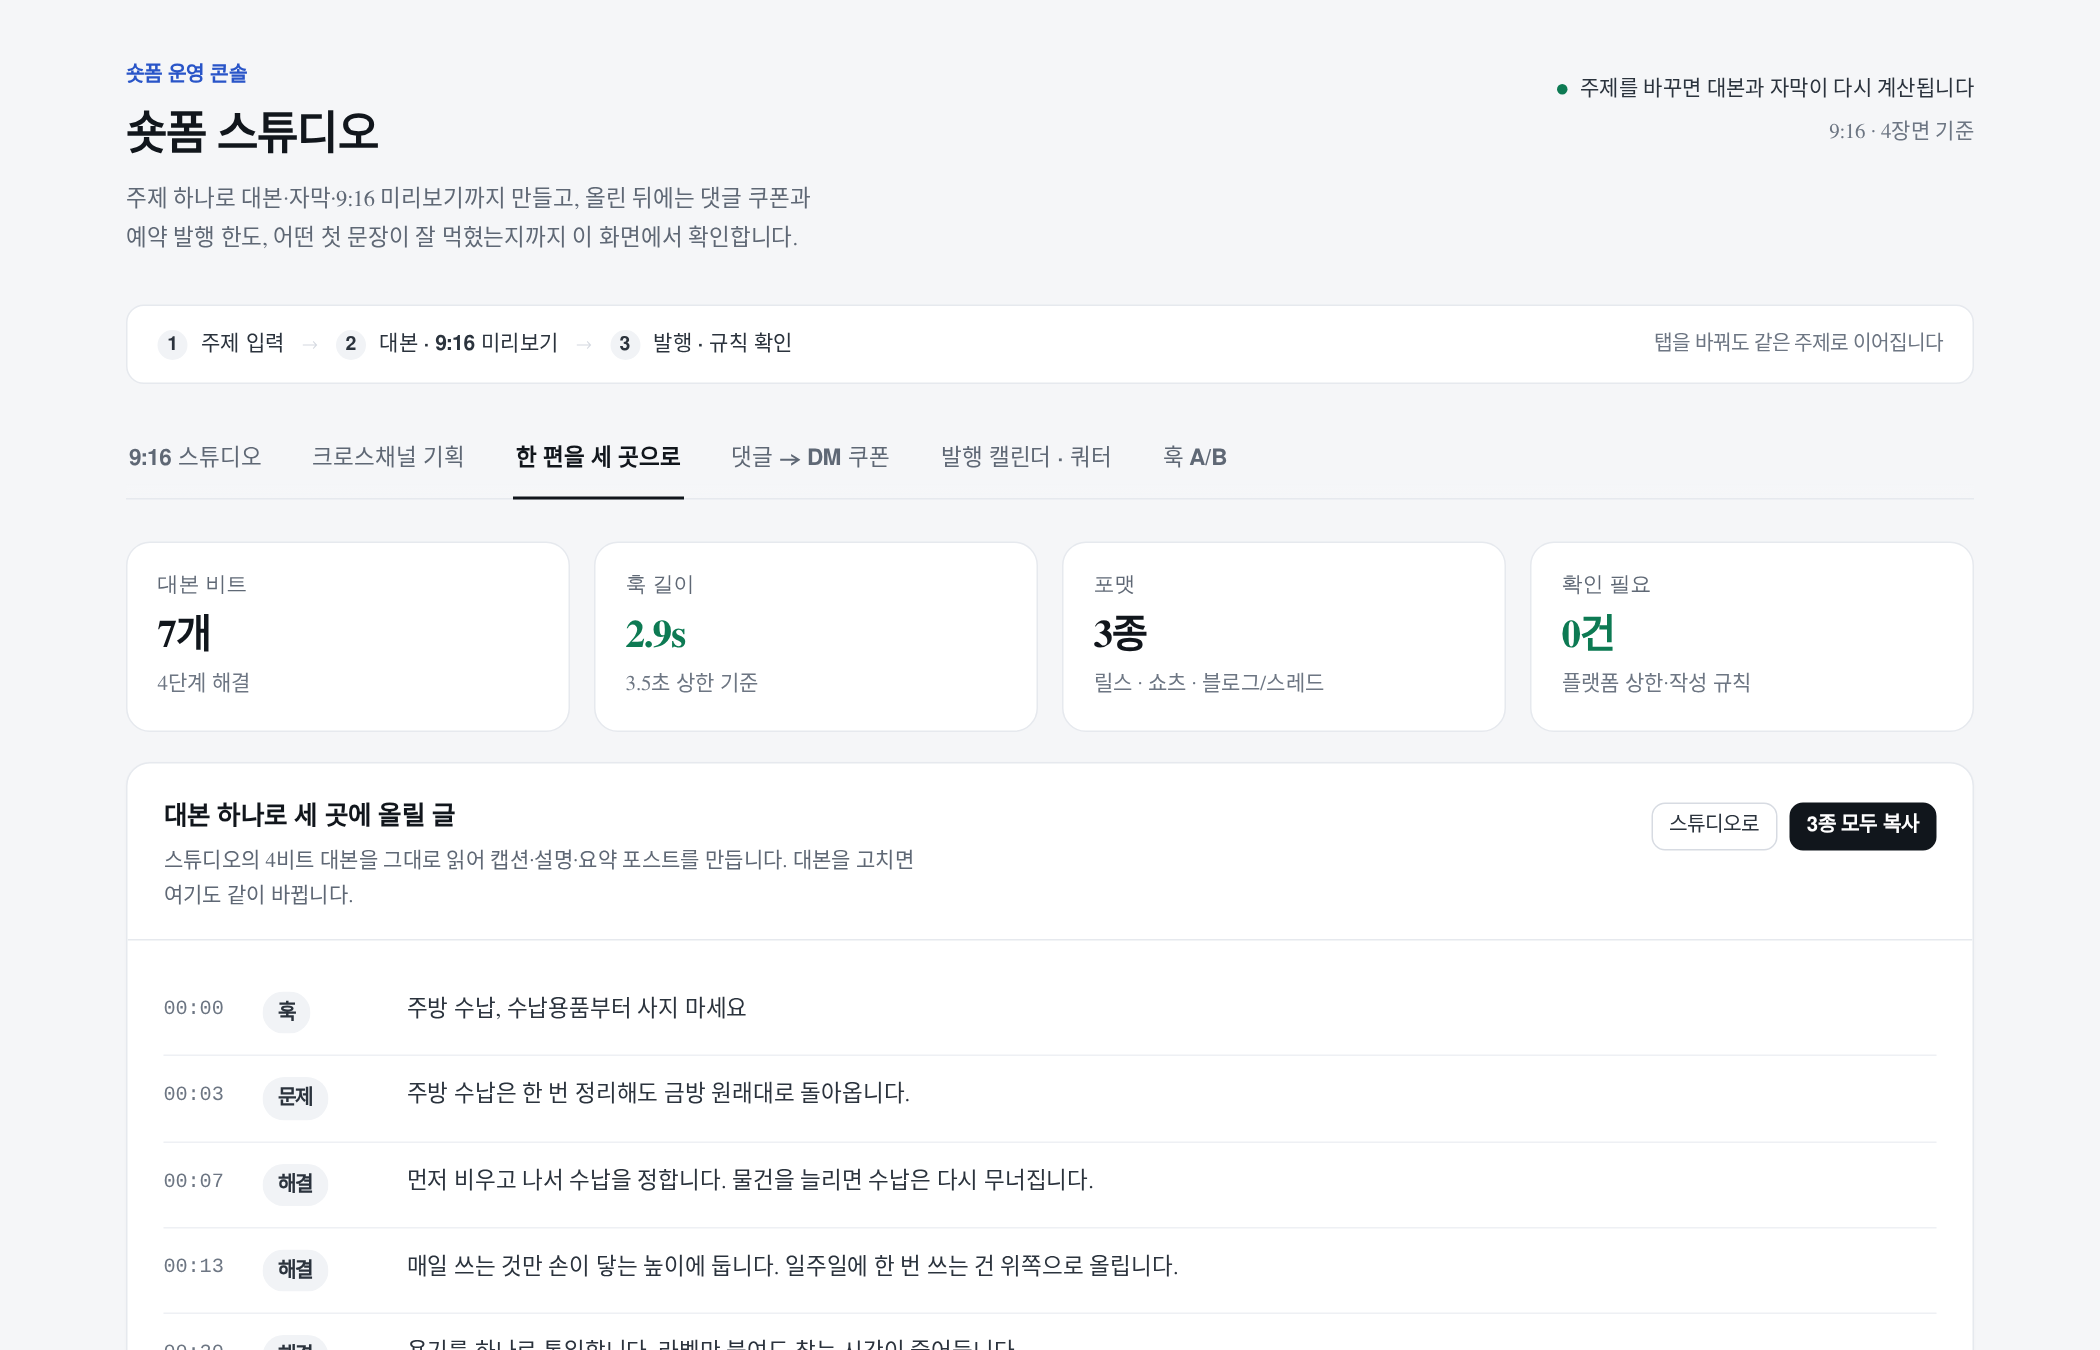 숏폼 운영 콘솔
숏폼 스튜디오
주제 하나로 대본·자막·9:16 미리보기까지 만들고, 올린 뒤에는 댓글 쿠폰과
예약 발행 한도, 어떤 첫 문장이 잘 먹혔는지까지 이 화면에서 확인합니다.
주제를 바꾸면 대본과 자막이 다시 계산됩니다
9:16 · 4장면 기준
1 주제 입력 → 2 대본 · 9:16 미리보기 → 3 발행 · 규칙 확인
탭을 바꿔도 같은 주제로 이어집니다
9:16 스튜디오 크로스채널 기획 한 편을 세 곳으로 댓글 → DM 쿠폰 발행 캘린더 · 쿼터 훅 A/B
대본 비트
7개
4단계 해결
훅 길이
2.9s
3.5초 상한 기준
포맷
3종
릴스 · 쇼츠 · 블로그/스레드
확인 필요
0건
플랫폼 상한·작성 규칙
대본 하나로 세 곳에 올릴 글
스튜디오의 4비트 대본을 그대로 읽어 캡션·설명·요약 포스트를 만듭니다. 대본을 고치면
여기도 같이 바뀝니다.
스튜디오로 3종 모두 복사
00:00 훅 주방 수납, 수납용품부터 사지 마세요
00:03 문제 주방 수납은 한 번 정리해도 금방 원래대로 돌아옵니다.
00:07 해결 먼저 비우고 나서 수납을 정합니다. 물건을 늘리면 수납은 다시 무너집니다.
00:13 해결 매일 쓰는 것만 손이 닿는 높이에 둡니다. 일주일에 한 번 쓰는 건 위쪽으로 올립니다.